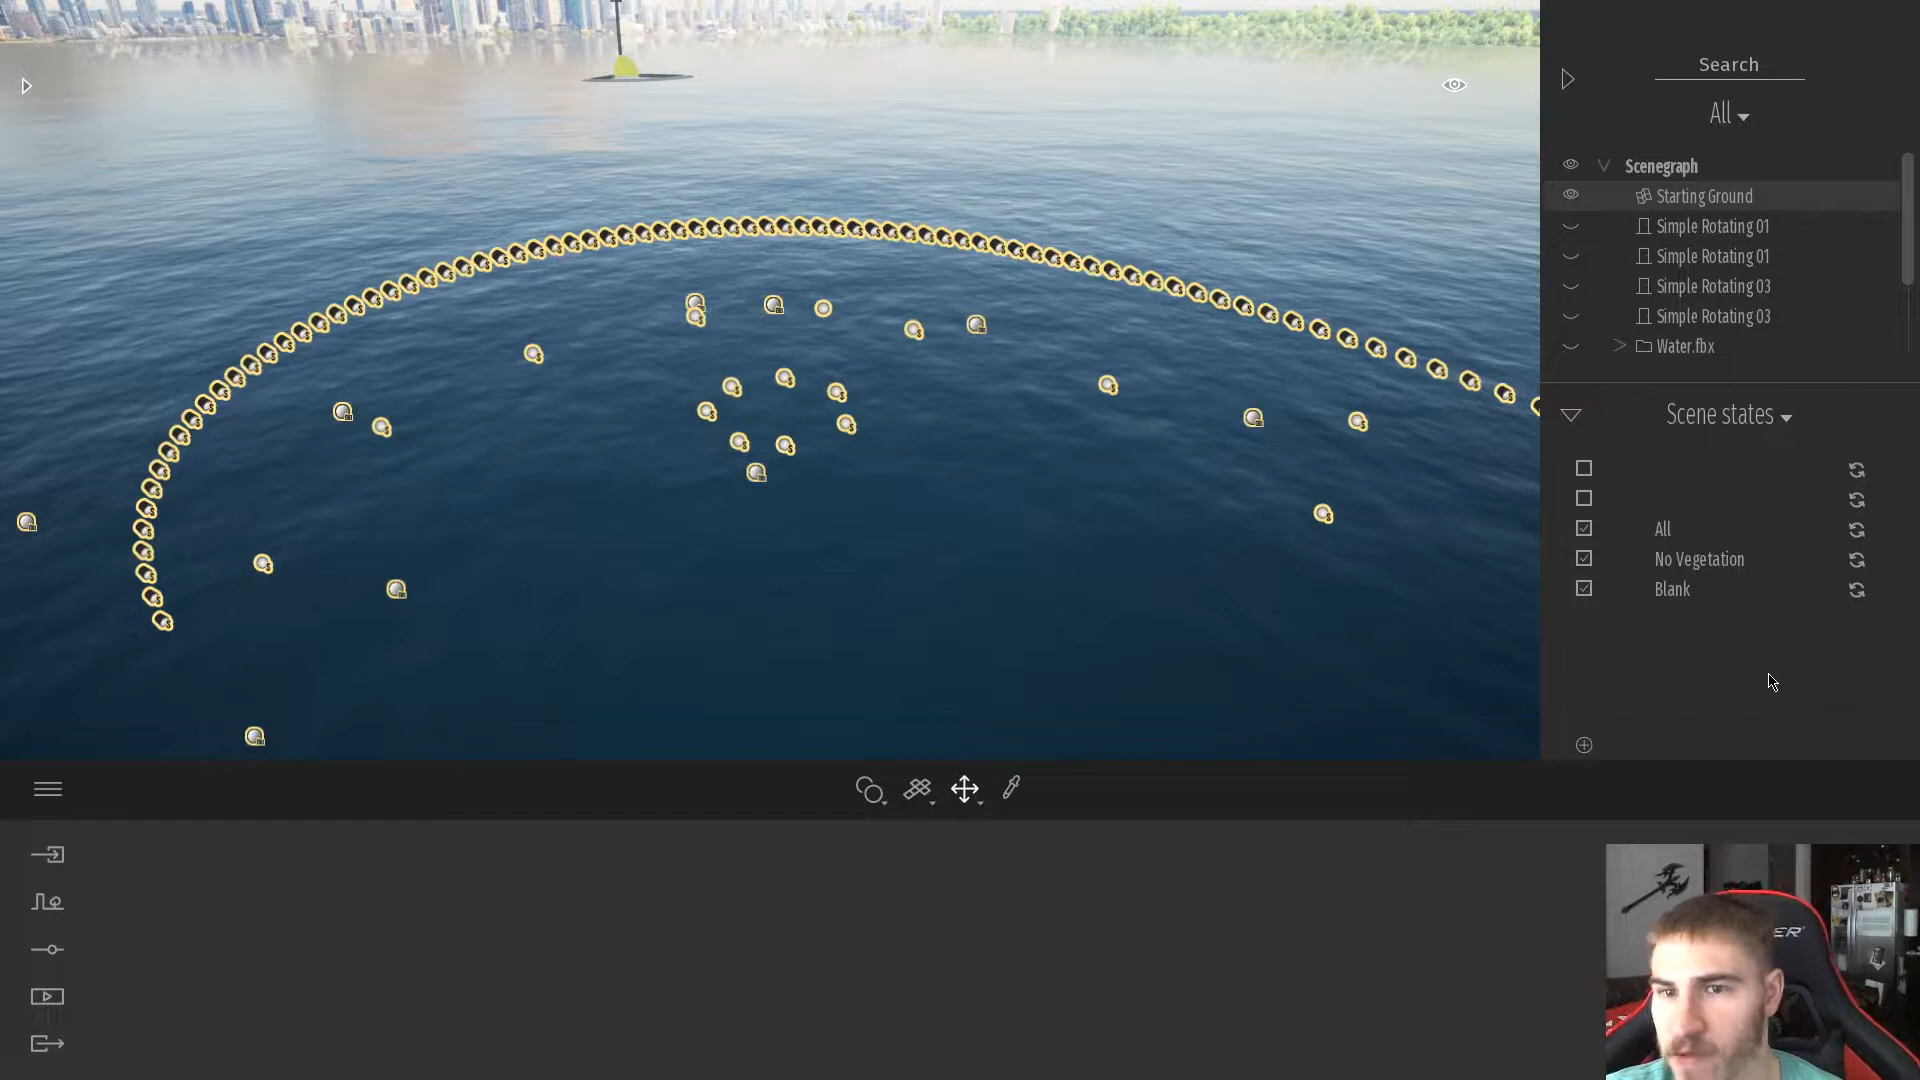 Search
All
Scenegraph
Starting Ground
Simple Rotating 01
Simple Rotating 01
Simple Rotating 03
Simple Rotating 03
Water.fbx
Scene states
All
No Vegetation
Blank
ER